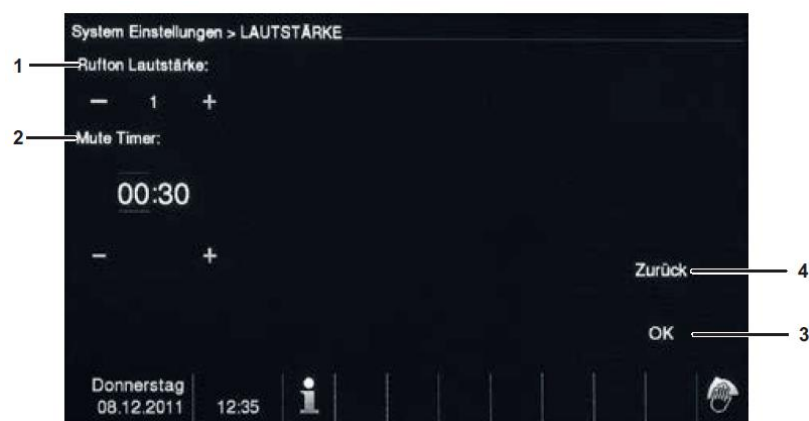 System Einstellungen > LAUTSTÄRKE
1 Rufton Lautstärke:
− 1 +
2 Mute Timer:
00:30
− +
Zurück 4
OK 3
Donnerstag
08.12.2011 12:35 i